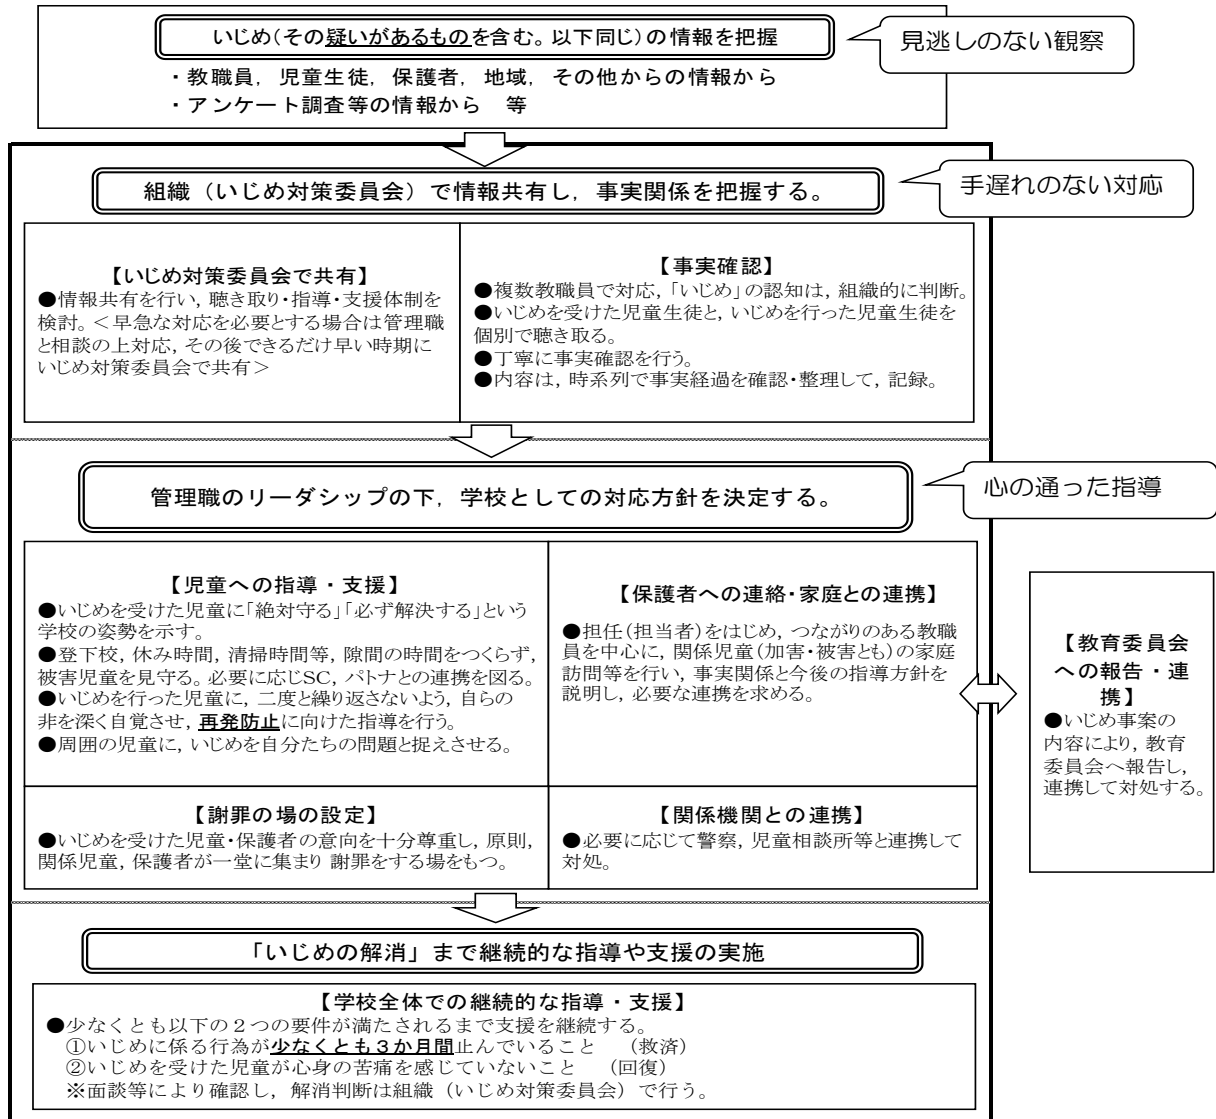 いじめ（その疑いがあるものを含む。以下同じ）の情報を把握
見逃しのない観察
・教職員，児童生徒，保護者，地域，その他からの情報から
・アンケート調査等の情報から　等
組織（いじめ対策委員会）で情報共有し，事実関係を把握する。
手遅れのない対応
【いじめ対策委員会で共有】
●情報共有を行い，聴き取り・指導・支援体制を
検討。＜早急な対応を必要とする場合は管理職
と相談の上対応，その後できるだけ早い時期に
いじめ対策委員会で共有＞
【事実確認】
●複数教職員で対応，「いじめ」の認知は，組織的に判断。
●いじめを受けた児童生徒と，いじめを行った児童生徒を
個別で聴き取る。
●丁寧に事実確認を行う。
●内容は，時系列で事実経過を確認・整理して，記録。
管理職のリーダシップの下，学校としての対応方針を決定する。
心の通った指導
【児童への指導・支援】
●いじめを受けた児童に「絶対守る」「必ず解決する」という
学校の姿勢を示す。
●登下校，休み時間，清掃時間等，隙間の時間をつくらず，
被害児童を見守る。必要に応じSC，パトナとの連携を図る。
●いじめを行った児童に，二度と繰り返さないよう，自らの
非を深く自覚させ，再発防止に向けた指導を行う。
●周囲の児童に，いじめを自分たちの問題と捉えさせる。
【保護者への連絡・家庭との連携】
●担任（担当者）をはじめ，つながりのある教職
員を中心に，関係児童（加害・被害とも）の家庭
訪問等を行い，事実関係と今後の指導方針を
説明し，必要な連携を求める。
【教育委員会
への報告・連
携】
●いじめ事案の
内容により，教育
委員会へ報告し，
連携して対処する。
【謝罪の場の設定】
●いじめを受けた児童・保護者の意向を十分尊重し，原則，
関係児童，保護者が一堂に集まり 謝罪をする場をもつ。
【関係機関との連携】
●必要に応じて警察，児童相談所等と連携して
対処。
「いじめの解消」まで継続的な指導や支援の実施
【学校全体での継続的な指導・支援】
●少なくとも以下の２つの要件が満たされるまで支援を継続する。
①いじめに係る行為が少なくとも３か月間止んでいること　（救済）
②いじめを受けた児童が心身の苦痛を感じていないこと　（回復）
※面談等により確認し，解消判断は組織（いじめ対策委員会）で行う。